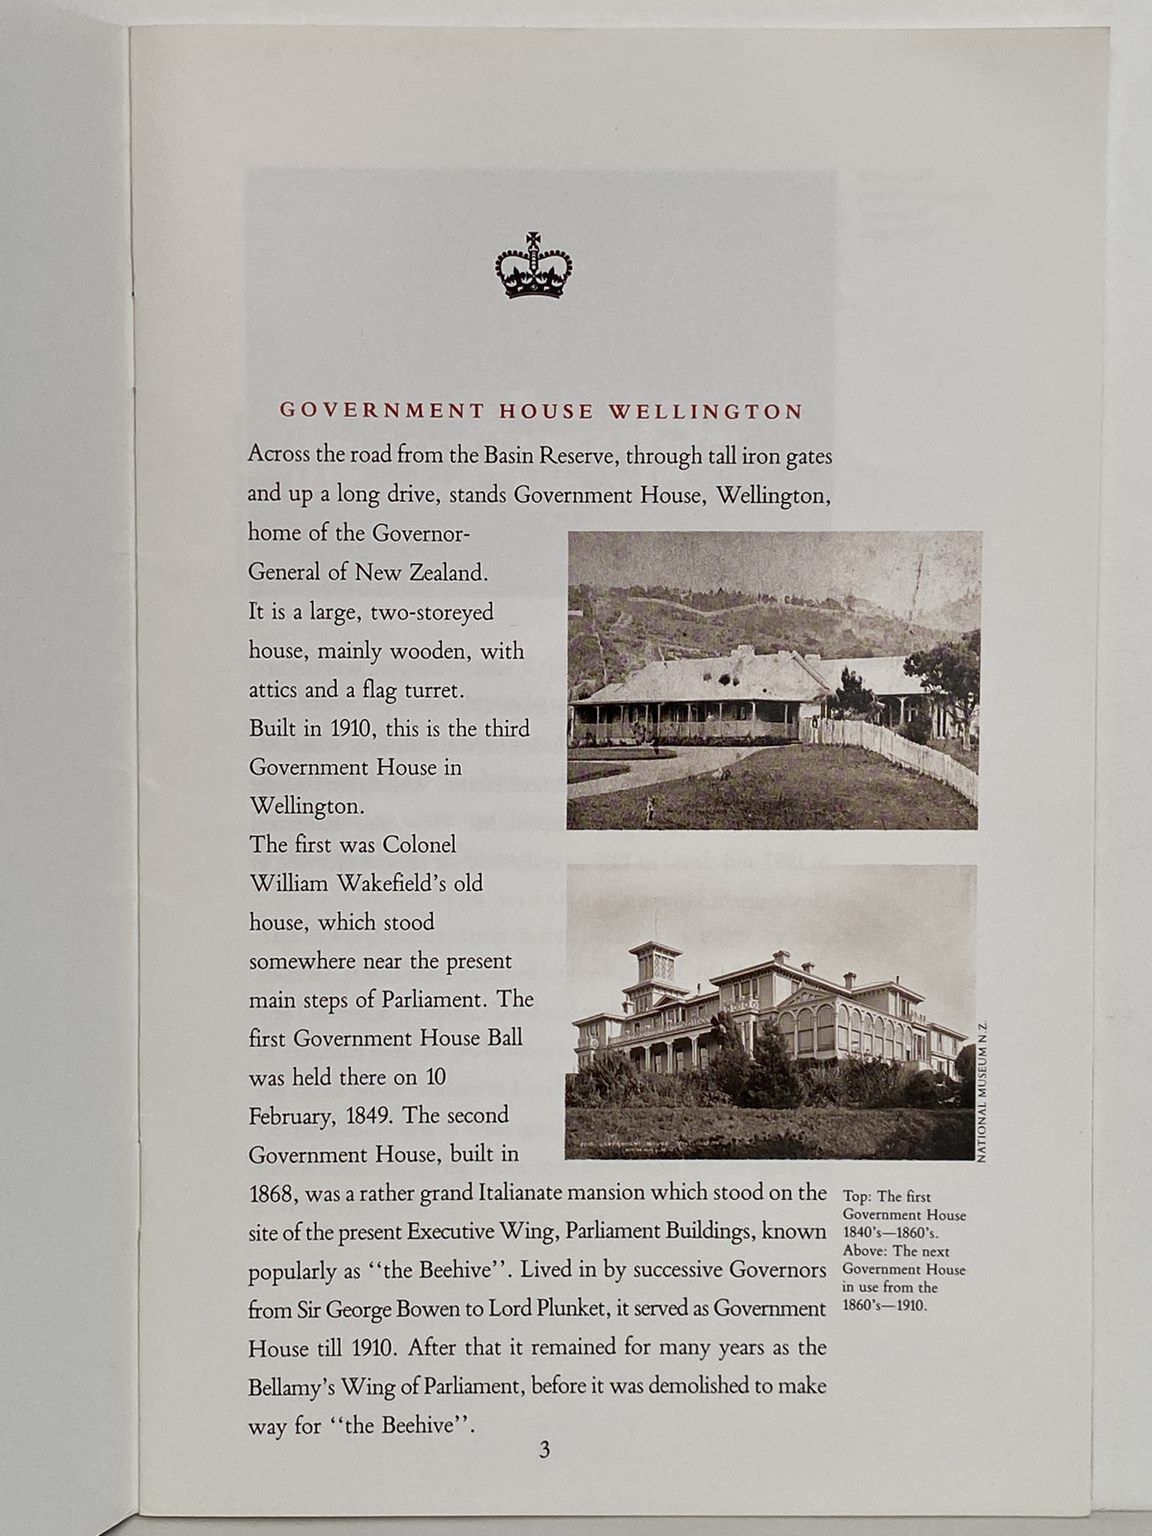 GOVERNMENT HOUSE WELLINGTON
Across the road from the Basin Reserve, through tall iron gates
and up a long drive, stands Government House, Wellington,
home of the Governor-
General of New Zealand.
It is a large, two-storeyed
house, mainly wooden, with
attics and a flag turret.
Built in 1910, this is the third
Government House in
Wellington.
The first was Colonel
William Wakefield's old
house, which stood
somewhere near the present
main steps of Parliament. The
first Government House Ball
was held there on 10
February, 1849. The second
Government House, built in
1868, was a rather grand Italianate mansion which stood on the
site of the present Executive Wing, Parliament Buildings, known
popularly as ‘‘the Beehive’’. Lived in by successive Governors
from Sir George Bowen to Lord Plunket, it served as Government
House till 1910. After that it remained for many years as the
Bellamy's Wing of Parliament, before it was demolished to make
way for ‘‘the Beehive’’.
NATIONAL MUSEUM N.Z.
Top: The first
Government House
1840's—1860's.
Above: The next
Government House
in use from the
1860's—1910.
3